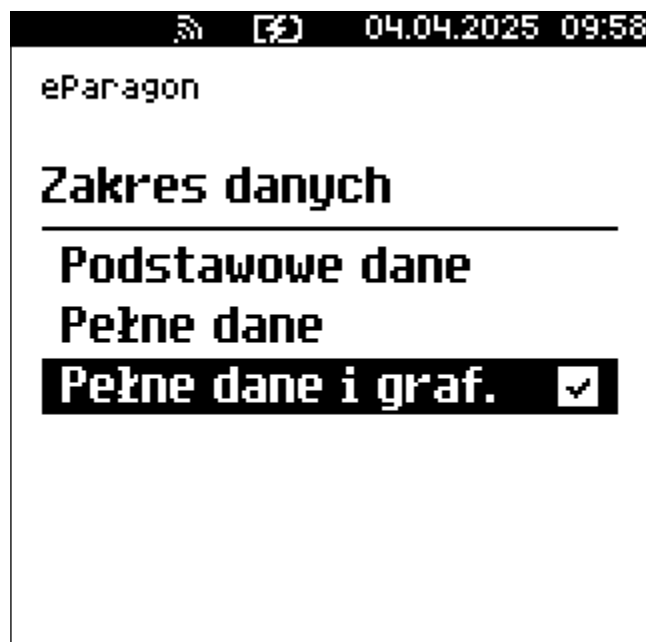 04.04.2025 09:58
eParagon
Zakres danych
Podstawowe dane
Pełne dane
Pełne dane i graf.